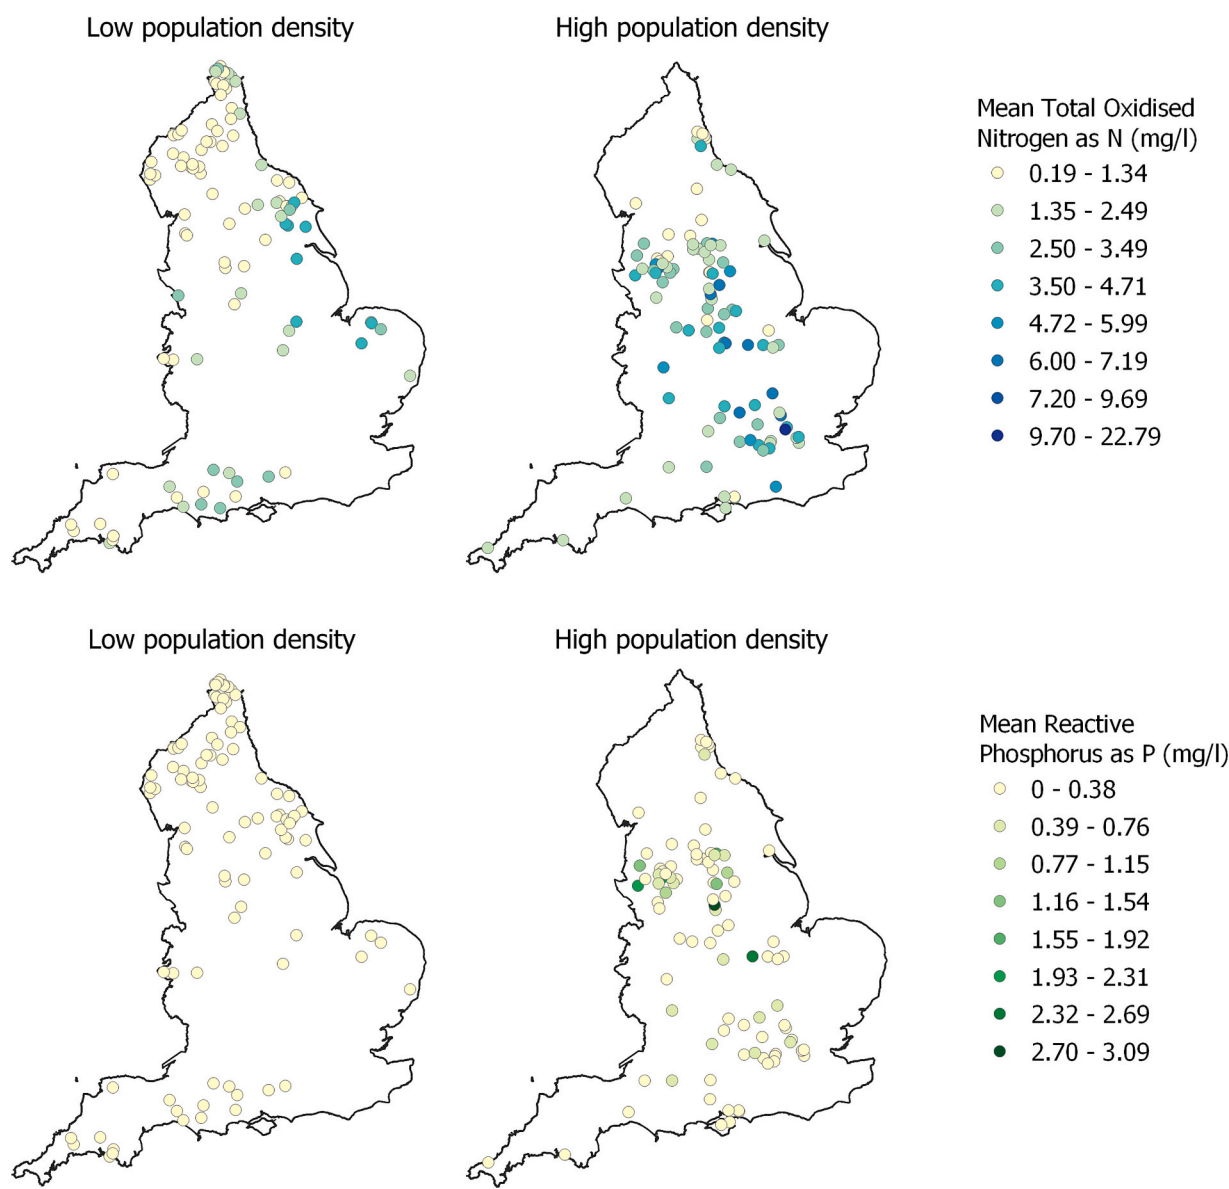 Low population density
High population density
Mean Total Oxidised
Nitrogen as N (mg/l)
0.19 - 1.34
1.35 - 2.49
2.50 - 3.49
3.50 - 4.71
4.72 - 5.99
6.00 - 7.19
7.20 - 9.69
9.70 - 22.79
Low population density
High population density
Mean Reactive
Phosphorus as P (mg/l)
0 - 0.38
0.39 - 0.76
0.77 - 1.15
1.16 - 1.54
1.55 - 1.92
1.93 - 2.31
2.32 - 2.69
2.70 - 3.09